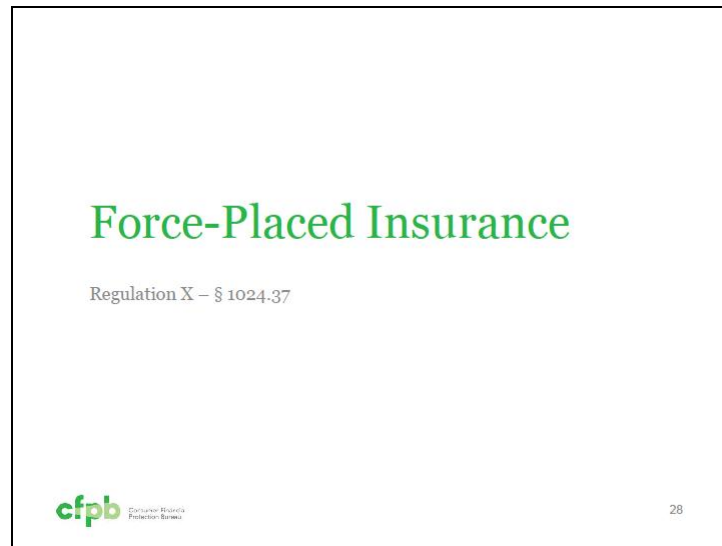 Force-Placed Insurance
Regulation X – § 1024.37
cfpb
Consumer Financial
Protection Bureau
28